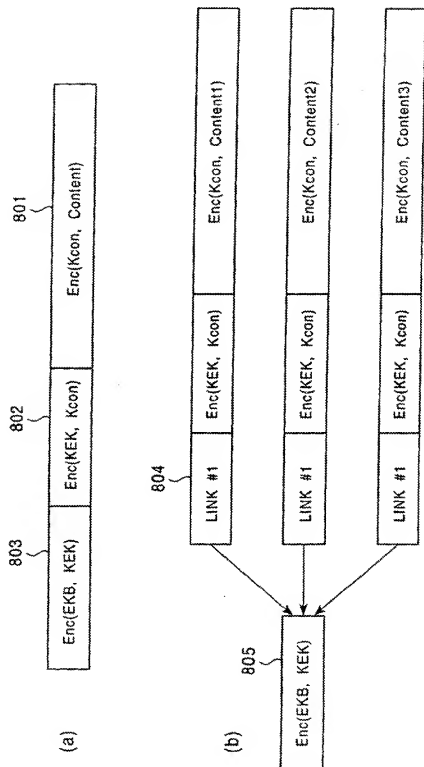 (a)
803
802
801
Enc(EKB, KEK)
Enc(KEK, Kcon)
Enc(Kcon, Content)
(b)
805
804
Enc(EKB, KEK)
LINK #1
Enc(KEK, Kcon)
Enc(Kcon, Content1)
LINK #1
Enc(KEK, Kcon)
Enc(Kcon, Content2)
LINK #1
Enc(KEK, Kcon)
Enc(Kcon, Content3)